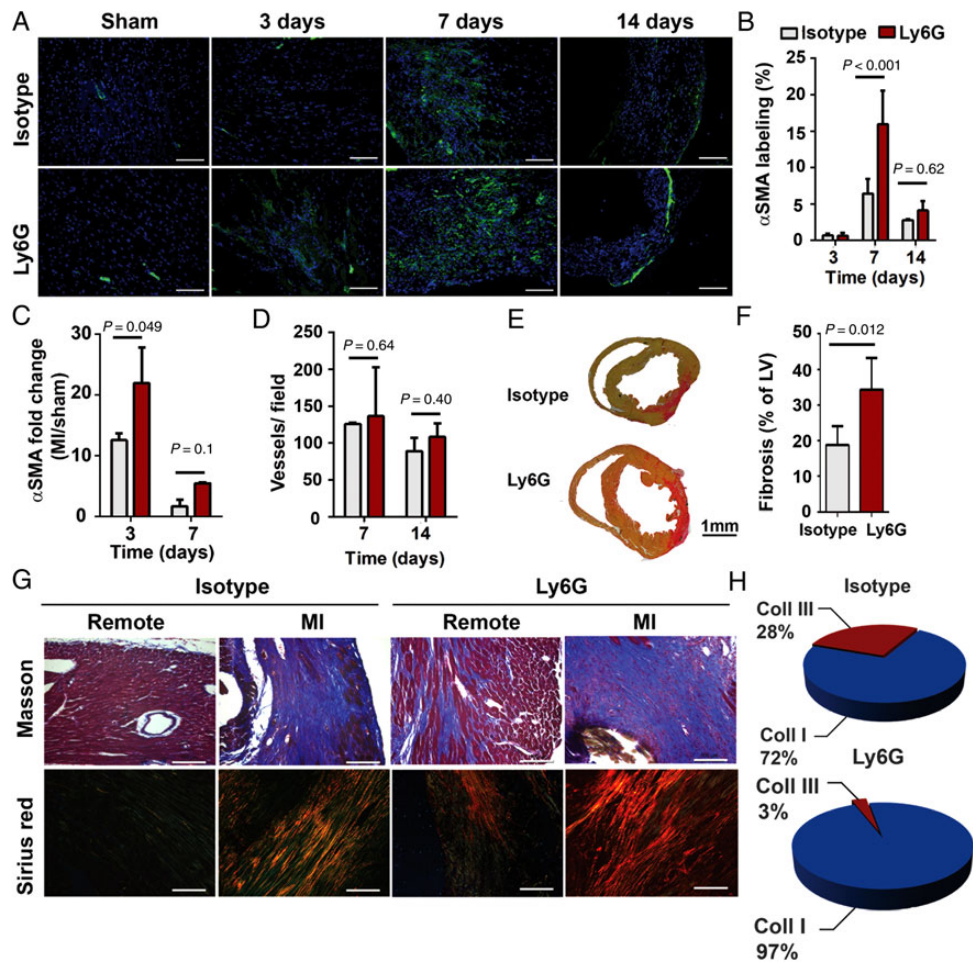 A
Sham
3 days
7 days
14 days
Isotype
Ly6G
B
Isotype
Ly6G
αSMA labeling (%)
25
20
15
10
5
0
P < 0.001
P = 0.62
3
7
14
Time (days)
C
αSMA fold change
(MI/sham)
30
20
10
0
P = 0.049
P = 0.1
3
7
Time (days)
D
Vessels/ field
250
200
150
100
50
0
P = 0.64
P = 0.40
7
14
Time (days)
E
Isotype
Ly6G
1mm
F
Fibrosis (% of LV)
50
40
30
20
10
0
P = 0.012
Isotype
Ly6G
G
Isotype
Ly6G
Remote
MI
Remote
MI
Masson
Sirius red
H
Isotype
Coll III
28%
Coll I
72%
Ly6G
Coll III
3%
Coll I
97%